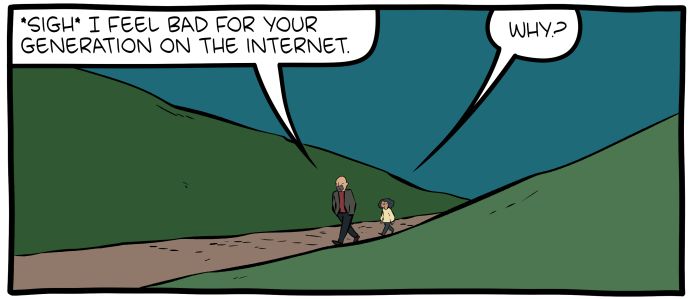 *SIGH* I FEEL BAD FOR YOUR
GENERATION ON THE INTERNET.
WHY?